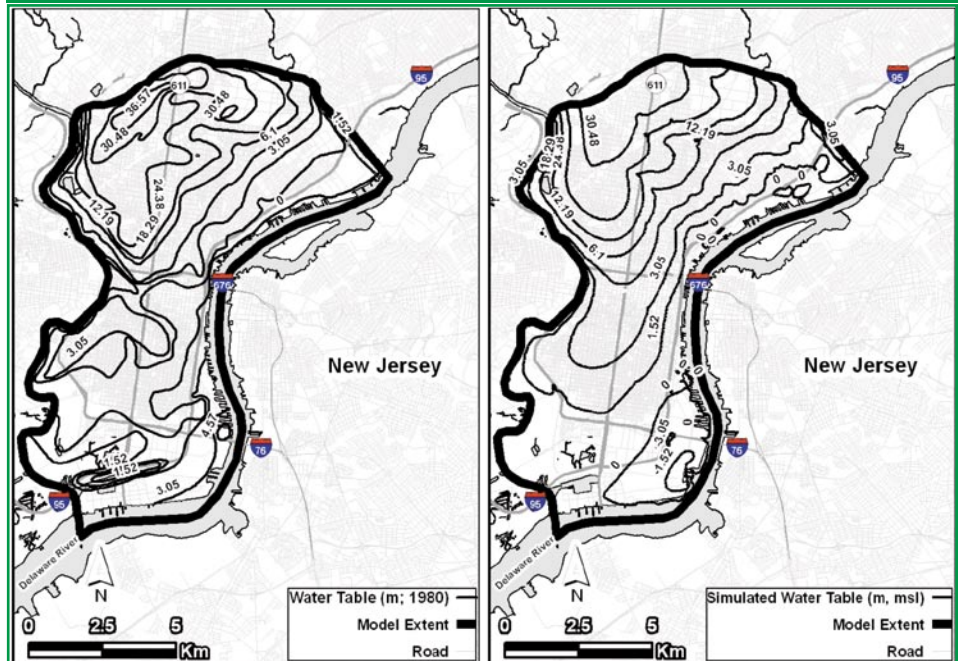 95
611
36.57
30.48
30.48
6.1
3.05
1.52
0
24.38
18.29
12.19
676
3.05
New Jersey
4.57
76
1.52
1.52
3.05
95
Delaware River
N
Water Table (m; 1980)
0 2.5 5
Km
Model Extent
Road
95
611
30.48
12.19
3.05
3.05
18.29
24.38
3.05
0
0
12.19
6.1
0
0
3.05
676
1.52
New Jersey
0
0
0
0
-3.05
-1.52
76
0
95
Delaware River
N
Simulated Water Table (m, msl)
0 2.5 5
Km
Model Extent
Road